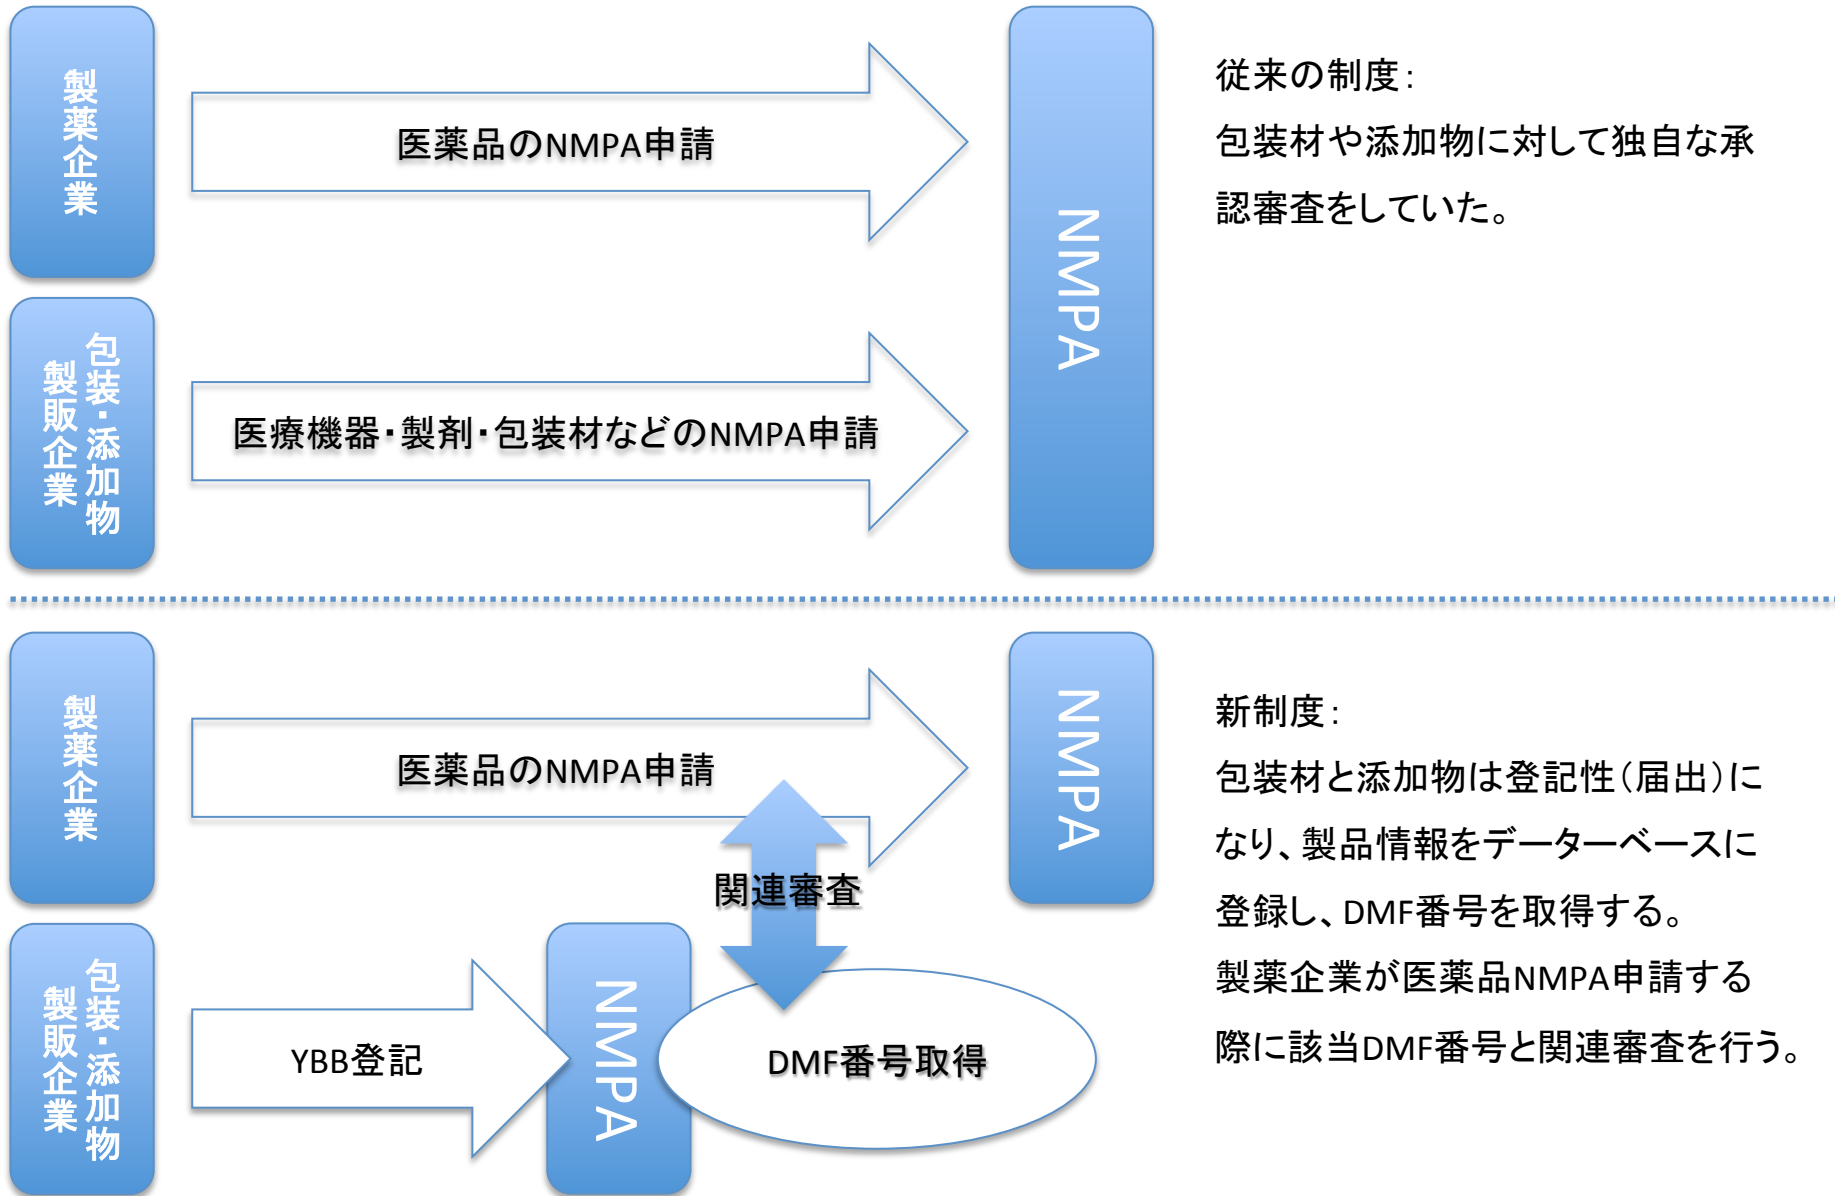 製薬企業
医薬品のNMPA申請
NMPA
従来の制度：
包装材や添加物に対して独自な承
認審査をしていた。
包装・添加物
製販企業
医療機器・製剤・包装材などのNMPA申請
製薬企業
医薬品のNMPA申請
NMPA
関連審査
新制度：
包装材と添加物は登記性（届出）に
なり、製品情報をデーターベースに
登録し、DMF番号を取得する。
製薬企業が医薬品NMPA申請する
際に該当DMF番号と関連審査を行う。
包装・添加物
製販企業
YBB登記
NMPA
DMF番号取得